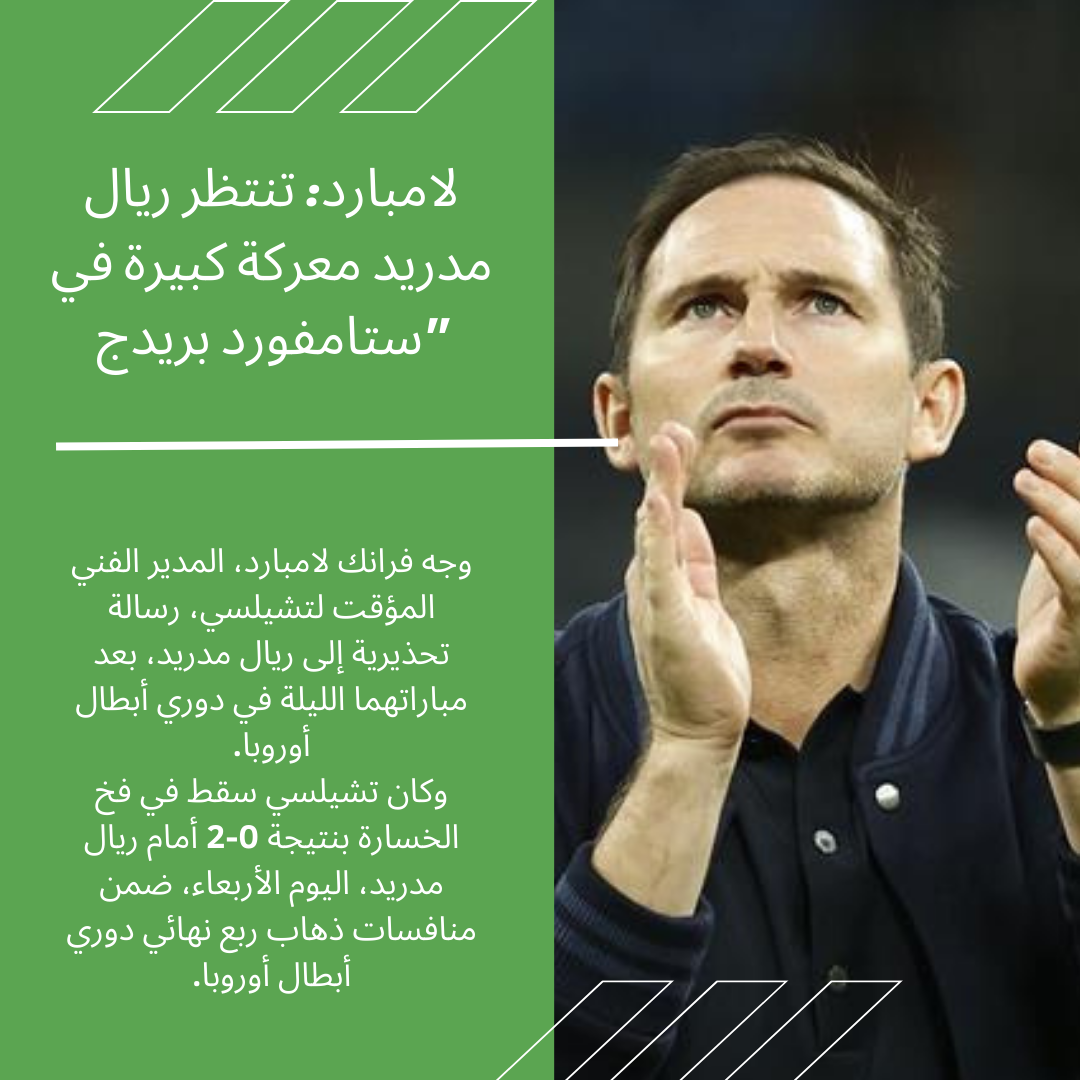 لامبارد: تنتظر ريال
مدريد معركة كبيرة في
"ستامفورد بريدج
وجه فرانك لامبارد، المدير الفني
المؤقت لتشيلسي، رسالة
تحذيرية إلى ريال مدريد، بعد
مباراتهما الليلة في دوري أبطال
أوروبا.
وكان تشيلسي سقط في فخ
الخسارة بنتيجة 0-2 أمام ريال
مدريد، اليوم الأربعاء، ضمن
منافسات ذهاب ربع نهائي دوري
أبطال أوروبا.